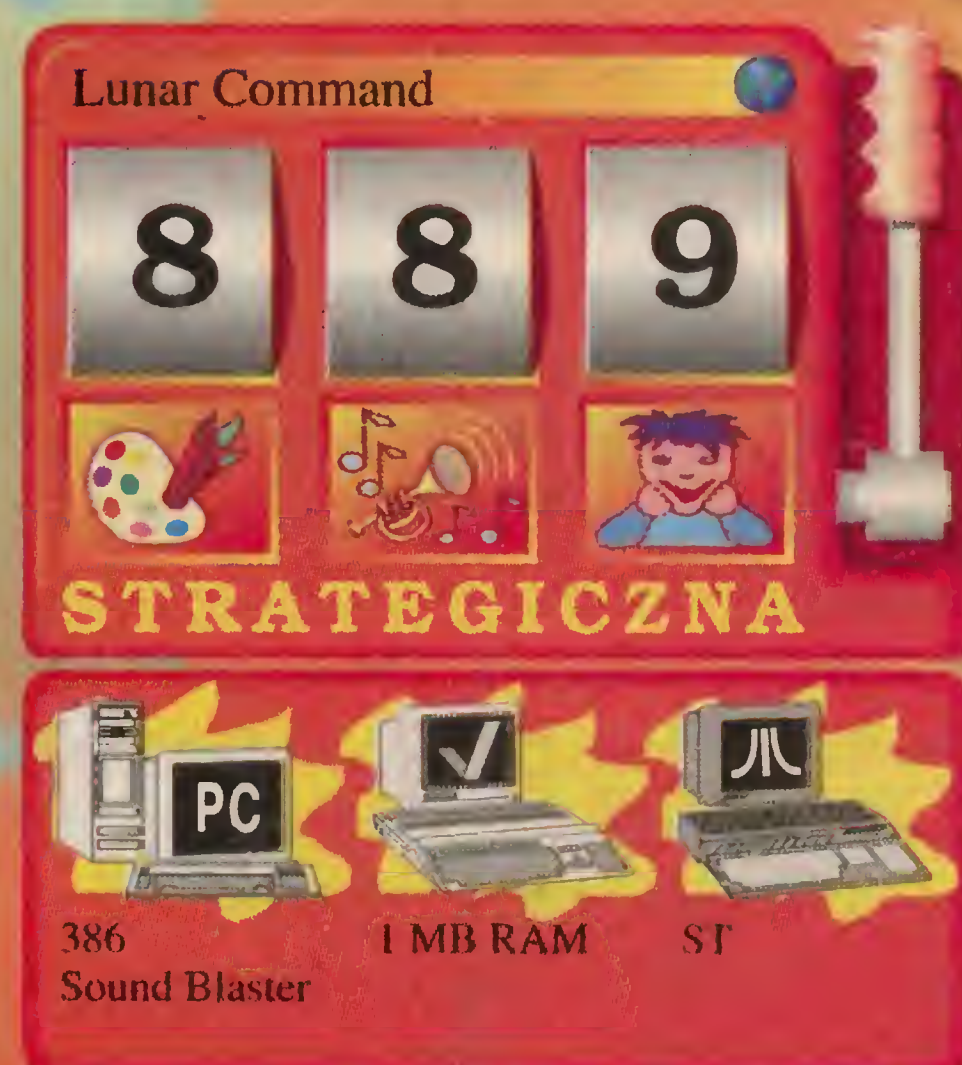 Lunar Command
8 8 9
STRATEGICZNA
PC
386
Sound Blaster
1 MB RAM
ST